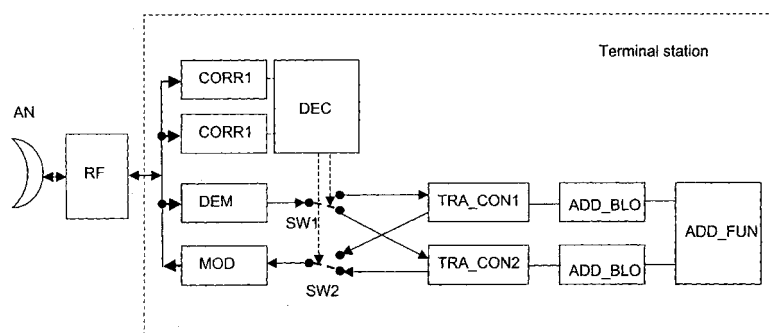 Terminal station
CORR1
DEC
AN
CORR1
RF
DEM
SW1
TRA_CON1
ADD_BLO
ADD_FUN
MOD
SW2
TRA_CON2
ADD_BLO